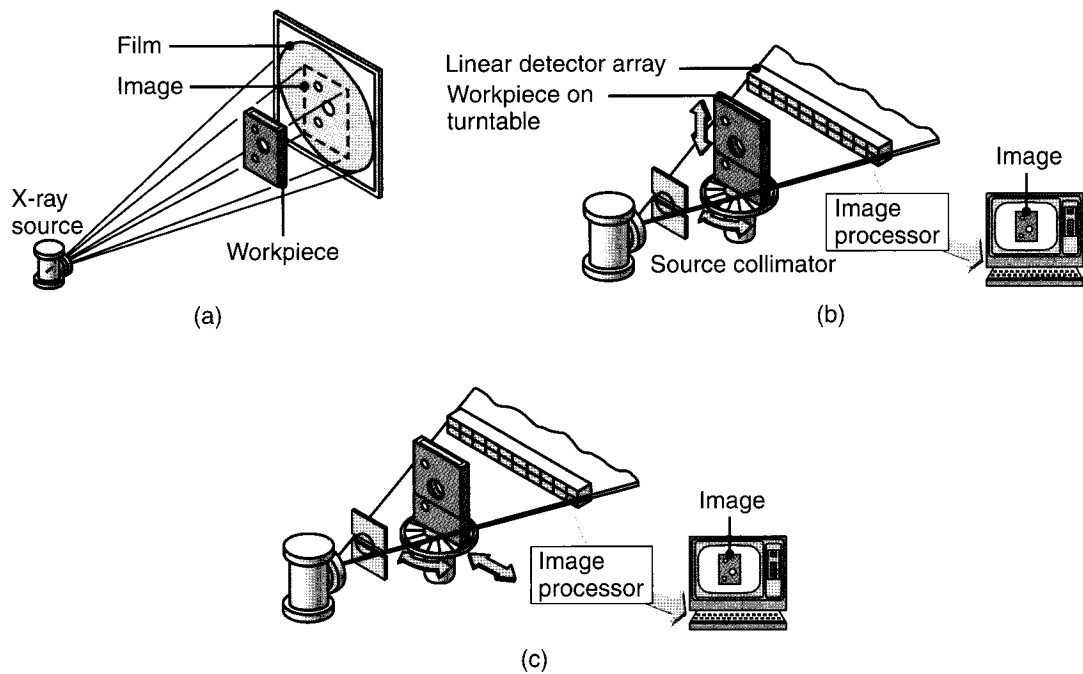 Film
Image
X-ray
source
Workpiece
(a)
Linear detector array
Workpiece on
turntable
Image
Image
processor
Source collimator
(b)
Image
Image
processor
(c)